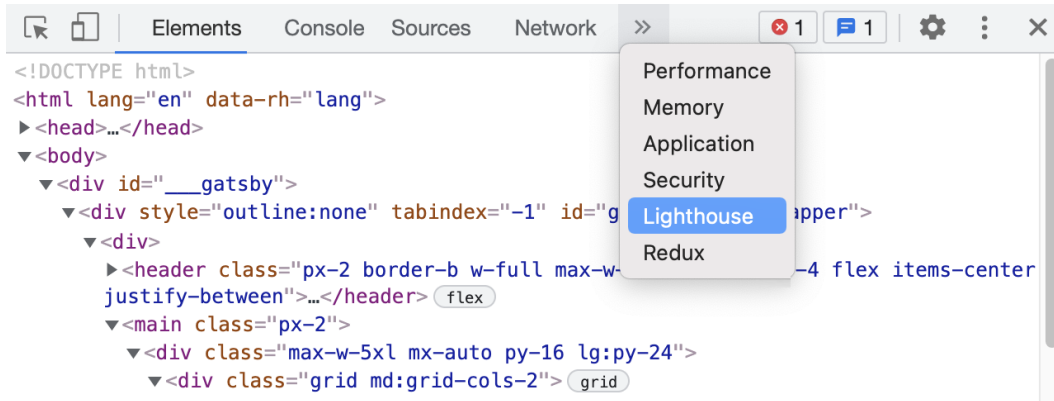 Elements Console Sources Network » 1 1
Performance
Memory
Application
Security
Lighthouse
Redux
<!DOCTYPE html>
<html lang="en" data-rh="lang">
▶<head>…</head>
▼<body>
▼<div id="___gatsby">
▼<div style="outline:none" tabindex="-1" id="g apper">
▼<div>
▶<header class="px-2 border-b w-full max-w- -4 flex items-center
justify-between">…</header> flex
▼<main class="px-2">
▼<div class="max-w-5xl mx-auto py-16 lg:py-24">
▼<div class="grid md:grid-cols-2"> grid